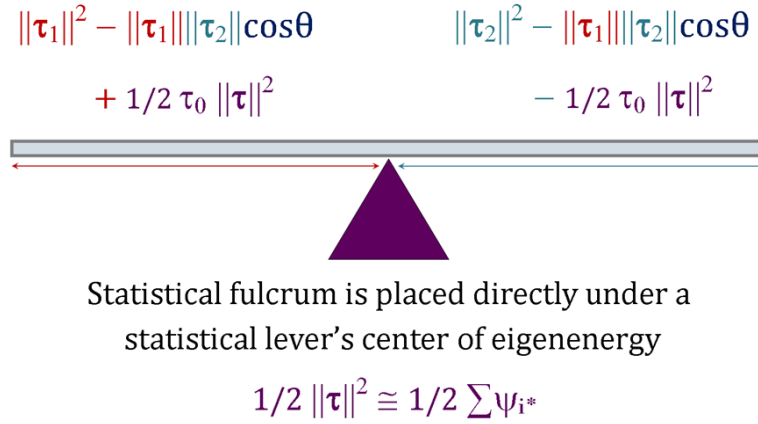 ||τ₁||² − ||τ₁||||τ₂||cosθ
+ 1/2 τ₀ ||τ||²
||τ₂||² − ||τ₁||||τ₂||cosθ
− 1/2 τ₀ ||τ||²
Statistical fulcrum is placed directly under a
statistical lever’s center of eigenenergy
1/2 ||τ||² ≅ 1/2 ∑ψᵢ*